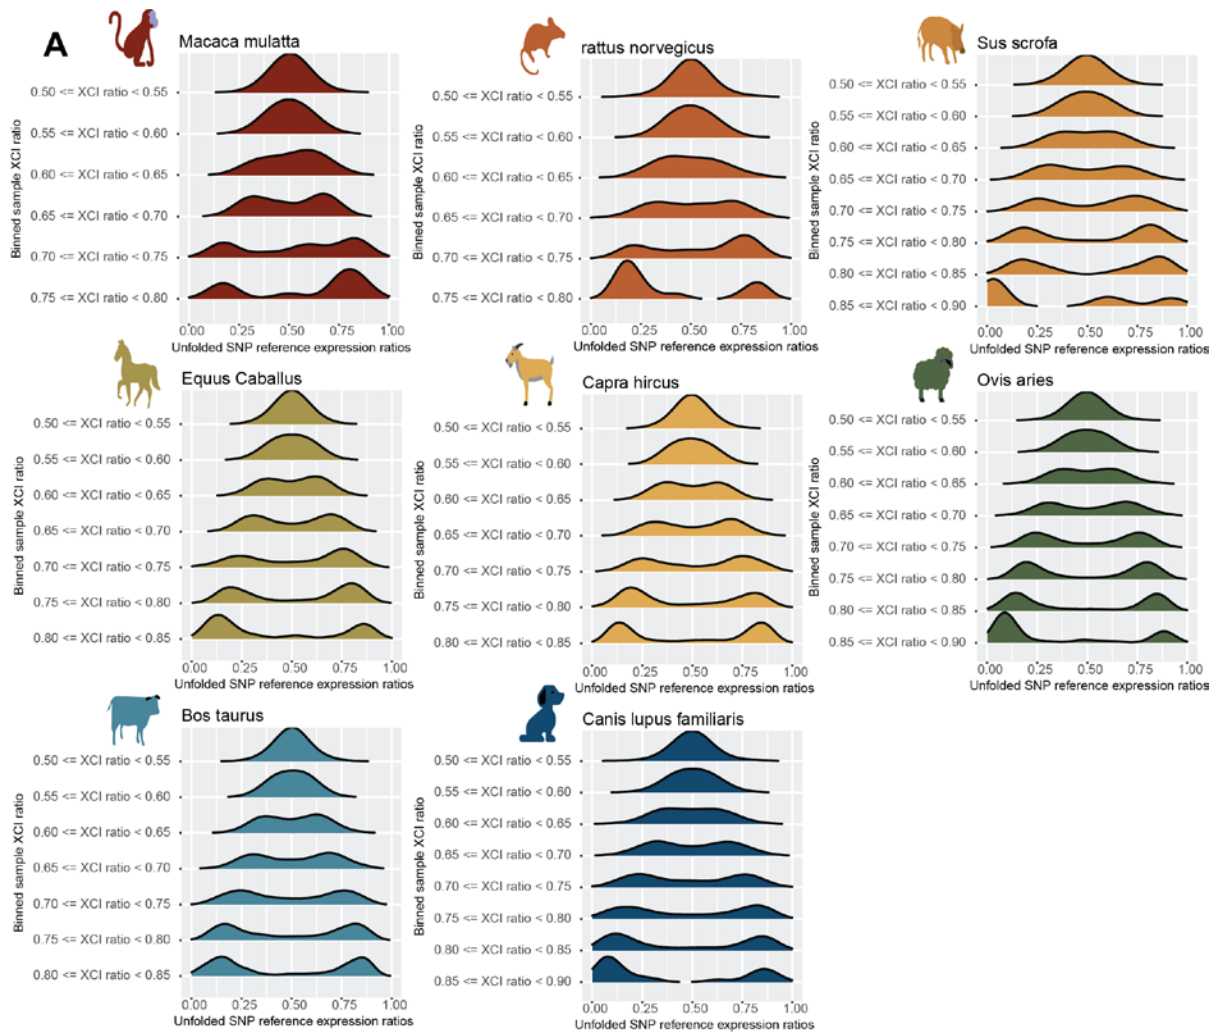 A
Macaca mulatta
Binned sample XCI ratio
0.50 <= XCI ratio < 0.55
0.55 <= XCI ratio < 0.60
0.60 <= XCI ratio < 0.65
0.65 <= XCI ratio < 0.70
0.70 <= XCI ratio < 0.75
0.75 <= XCI ratio < 0.80
0.00 0.25 0.50 0.75 1.00
Unfolded SNP reference expression ratios
rattus norvegicus
Binned sample XCI ratio
0.50 <= XCI ratio < 0.55
0.55 <= XCI ratio < 0.60
0.60 <= XCI ratio < 0.65
0.65 <= XCI ratio < 0.70
0.70 <= XCI ratio < 0.75
0.75 <= XCI ratio < 0.80
0.00 0.25 0.50 0.75 1.00
Unfolded SNP reference expression ratios
Sus scrofa
Binned sample XCI ratio
0.50 <= XCI ratio < 0.55
0.55 <= XCI ratio < 0.60
0.60 <= XCI ratio < 0.65
0.65 <= XCI ratio < 0.70
0.70 <= XCI ratio < 0.75
0.75 <= XCI ratio < 0.80
0.80 <= XCI ratio < 0.85
0.85 <= XCI ratio < 0.90
0.00 0.25 0.50 0.75 1.00
Unfolded SNP reference expression ratios
Equus Caballus
Binned sample XCI ratio
0.50 <= XCI ratio < 0.55
0.55 <= XCI ratio < 0.60
0.60 <= XCI ratio < 0.65
0.65 <= XCI ratio < 0.70
0.70 <= XCI ratio < 0.75
0.75 <= XCI ratio < 0.80
0.80 <= XCI ratio < 0.85
0.00 0.25 0.50 0.75 1.00
Unfolded SNP reference expression ratios
Capra hircus
Binned sample XCI ratio
0.50 <= XCI ratio < 0.55
0.55 <= XCI ratio < 0.60
0.60 <= XCI ratio < 0.65
0.65 <= XCI ratio < 0.70
0.70 <= XCI ratio < 0.75
0.75 <= XCI ratio < 0.80
0.80 <= XCI ratio < 0.85
0.00 0.25 0.50 0.75 1.00
Unfolded SNP reference expression ratios
Ovis aries
Binned sample XCI ratio
0.50 <= XCI ratio < 0.55
0.55 <= XCI ratio < 0.60
0.60 <= XCI ratio < 0.65
0.65 <= XCI ratio < 0.70
0.70 <= XCI ratio < 0.75
0.75 <= XCI ratio < 0.80
0.80 <= XCI ratio < 0.85
0.85 <= XCI ratio < 0.90
0.00 0.25 0.50 0.75 1.00
Unfolded SNP reference expression ratios
Bos taurus
Binned sample XCI ratio
0.50 <= XCI ratio < 0.55
0.55 <= XCI ratio < 0.60
0.60 <= XCI ratio < 0.65
0.65 <= XCI ratio < 0.70
0.70 <= XCI ratio < 0.75
0.75 <= XCI ratio < 0.80
0.80 <= XCI ratio < 0.85
0.00 0.25 0.50 0.75 1.00
Unfolded SNP reference expression ratios
Canis lupus familiaris
Binned sample XCI ratio
0.50 <= XCI ratio < 0.55
0.55 <= XCI ratio < 0.60
0.60 <= XCI ratio < 0.65
0.65 <= XCI ratio < 0.70
0.70 <= XCI ratio < 0.75
0.75 <= XCI ratio < 0.80
0.80 <= XCI ratio < 0.85
0.85 <= XCI ratio < 0.90
0.00 0.25 0.50 0.75 1.00
Unfolded SNP reference expression ratios